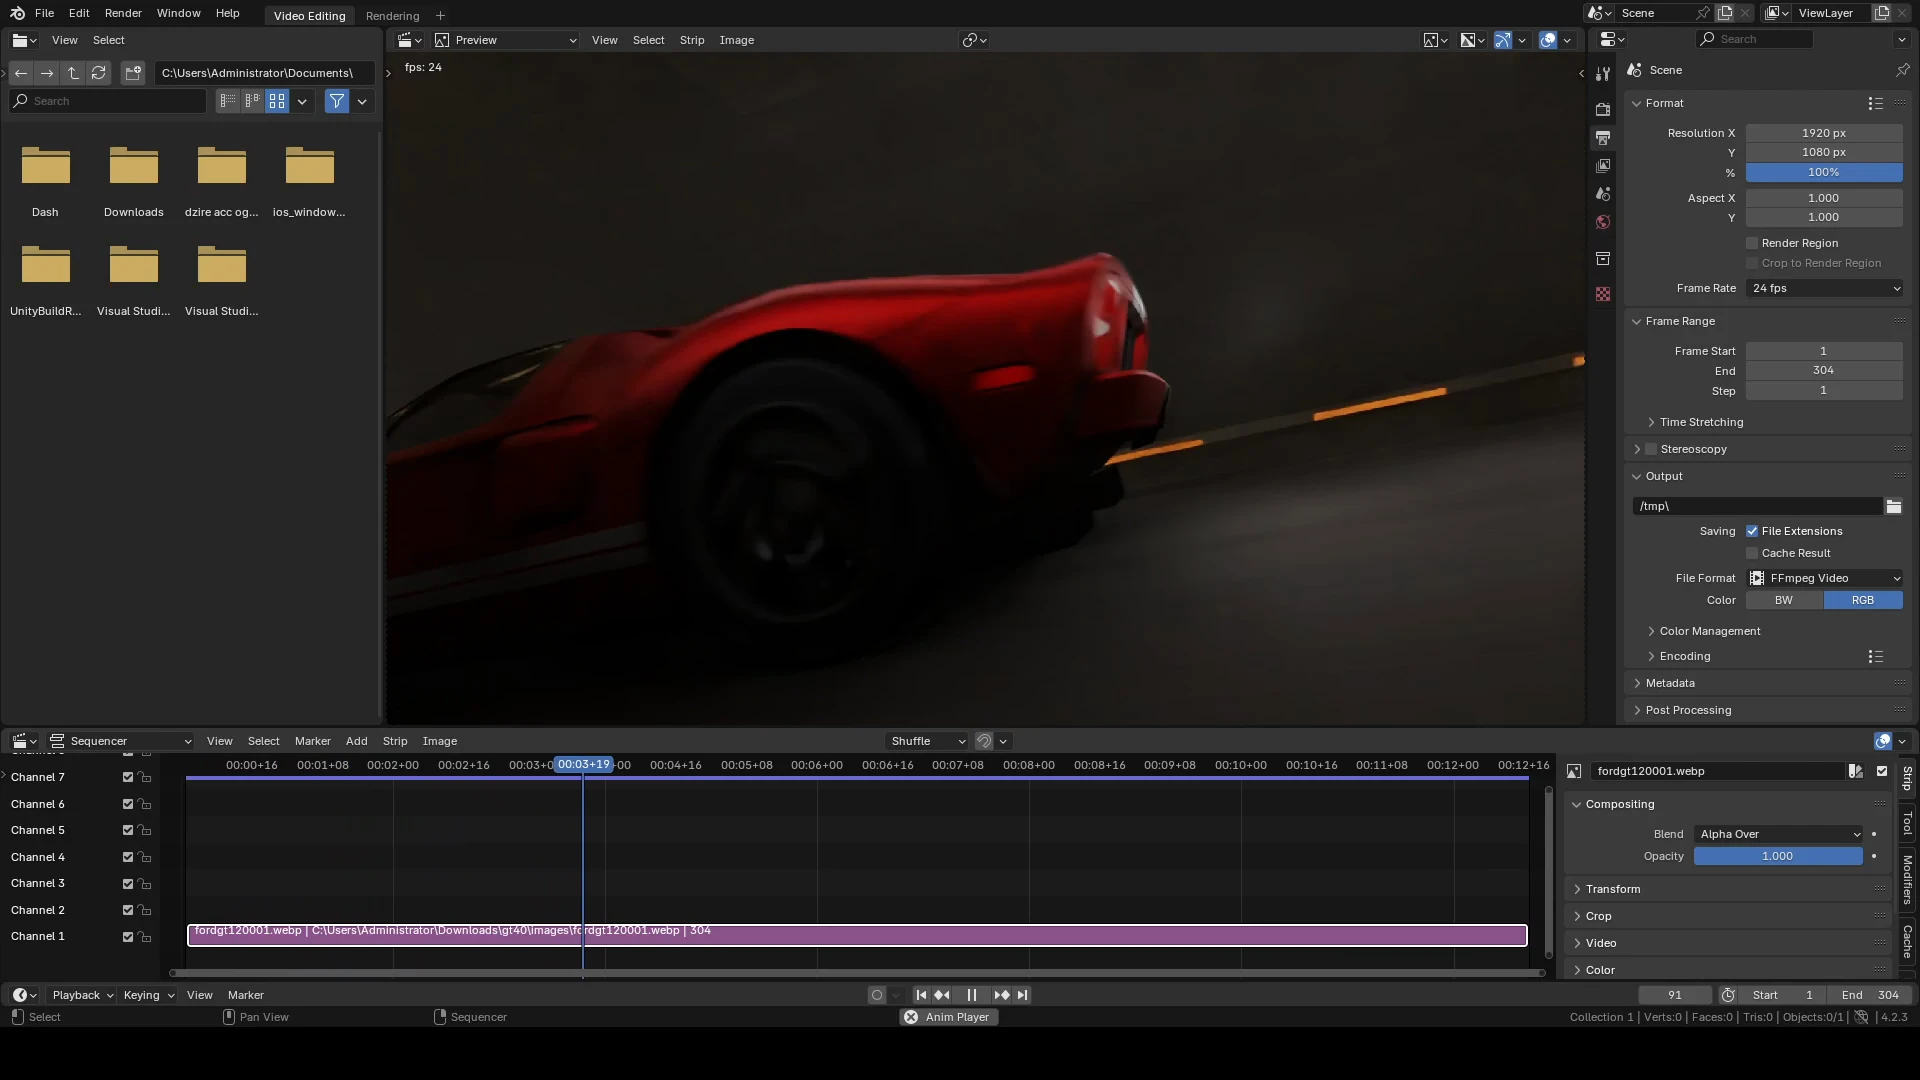 File Edit Render Window Help Video Editing Rendering Scene ViewLayer
View Select
C:\Users\Administrator\Documents\
Search
Dash Downloads dzire acc og... ios_window...
UnityBuildR... Visual Studi... Visual Studi...
Preview View Select Strip Image
fps: 24
Search
Scene
Format
Resolution X 1920 px
Y 1080 px
% 100%
Aspect X 1.000
Y 1.000
Render Region
Crop to Render Region
Frame Rate 24 fps
Frame Range
Frame Start 1
End 304
Step 1
Time Stretching
Stereoscopy
Output
/tmp\
Saving File Extensions
Cache Result
File Format FFmpeg Video
Color BW RGB
Color Management
Encoding
Metadata
Post Processing
Sequencer View Select Marker Add Strip Image Shuffle
00:00+16 00:01+08 00:02+00 00:02+16 00:03+0 00:03+19 +00 00:04+16 00:05+08 00:06+00 00:06+16 00:07+08 00:08+00 00:08+16 00:09+08 00:10+00 00:10+16 00:11+08 00:12+00 00:12+16
Channel 7
Channel 6
Channel 5
Channel 4
Channel 3
Channel 2
Channel 1
fordgt120001.webp | C:\Users\Administrator\Downloads\gt40\images\fordgt120001.webp | 304
fordgt120001.webp
Compositing
Blend Alpha Over
Opacity 1.000
Transform
Crop
Video
Color
Strip
Tool
Modifiers
Cache
Playback Keying View Marker 91 Start 1 End 304
Select Pan View Sequencer Anim Player Collection 1 | Verts:0 | Faces:0 | Tris:0 | Objects:0/1 | 4.2.3